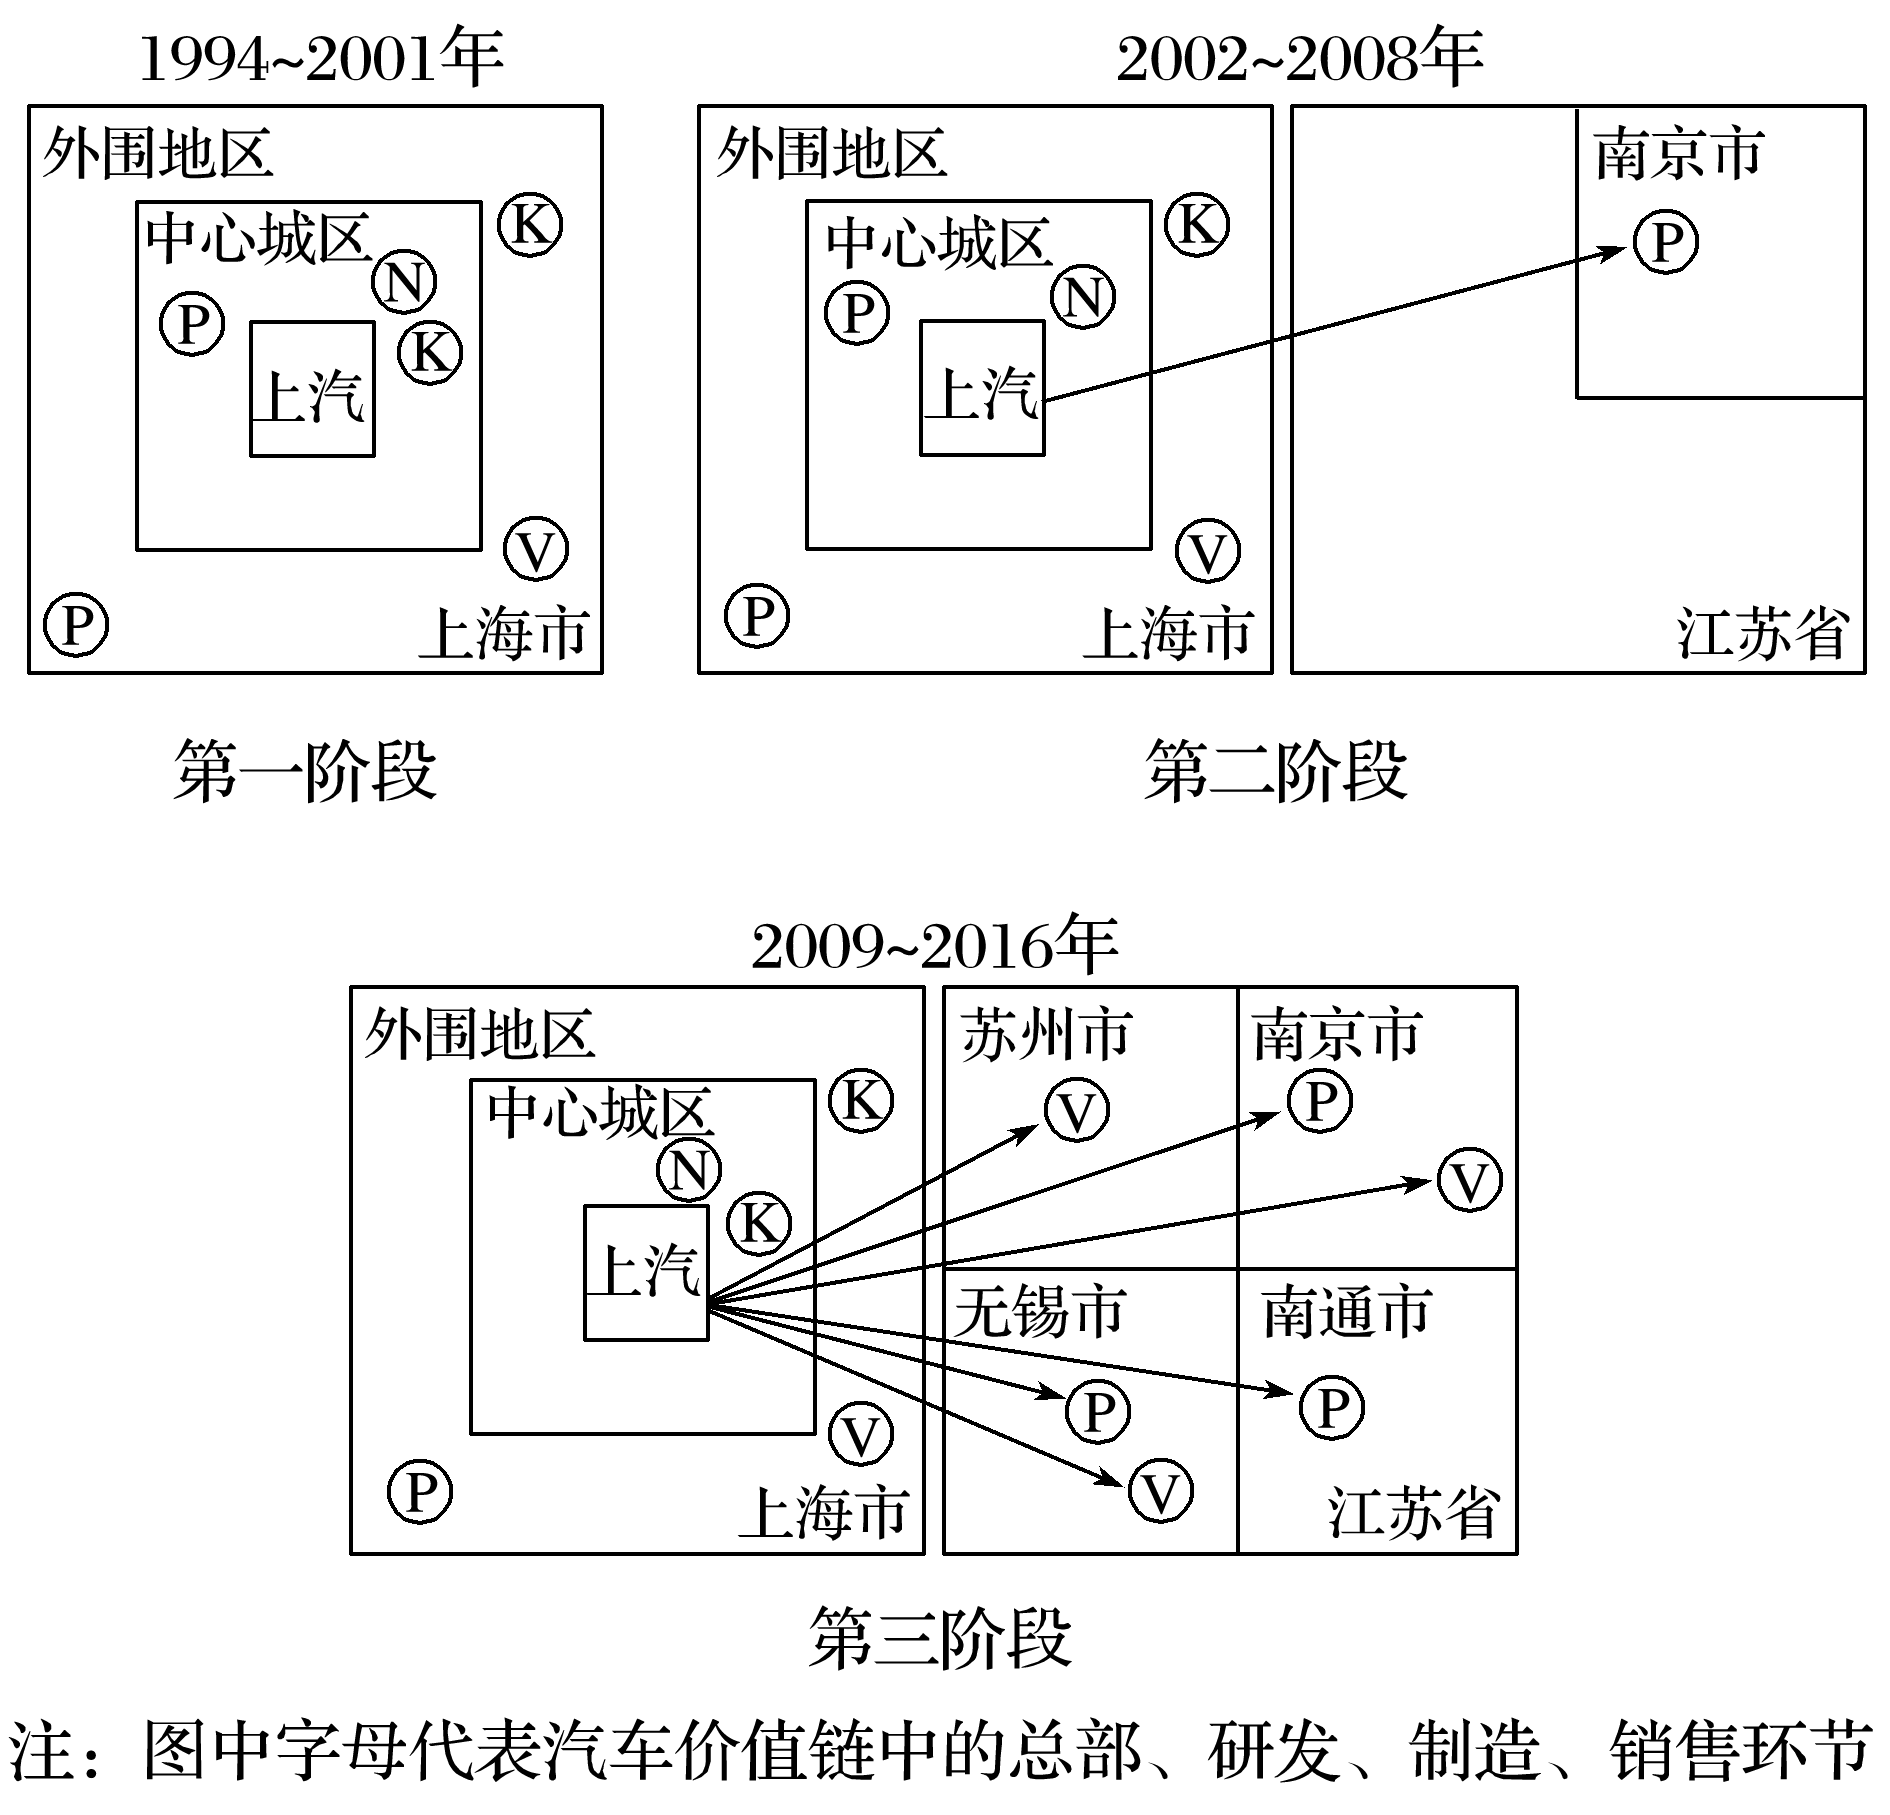 1994~2001年
外围地区
K
中心城区
N
P
K
上汽
V
P
上海市
第一阶段
2002~2008年
外围地区
K
中心城区
N
P
上汽
V
P
上海市
南京市
P
江苏省
第二阶段
2009~2016年
外围地区
K
中心城区
N
K
上汽
V
P
上海市
苏州市
V
南京市
P
V
无锡市
P
V
南通市
P
江苏省
第三阶段
注：图中字母代表汽车价值链中的总部、研发、制造、销售环节